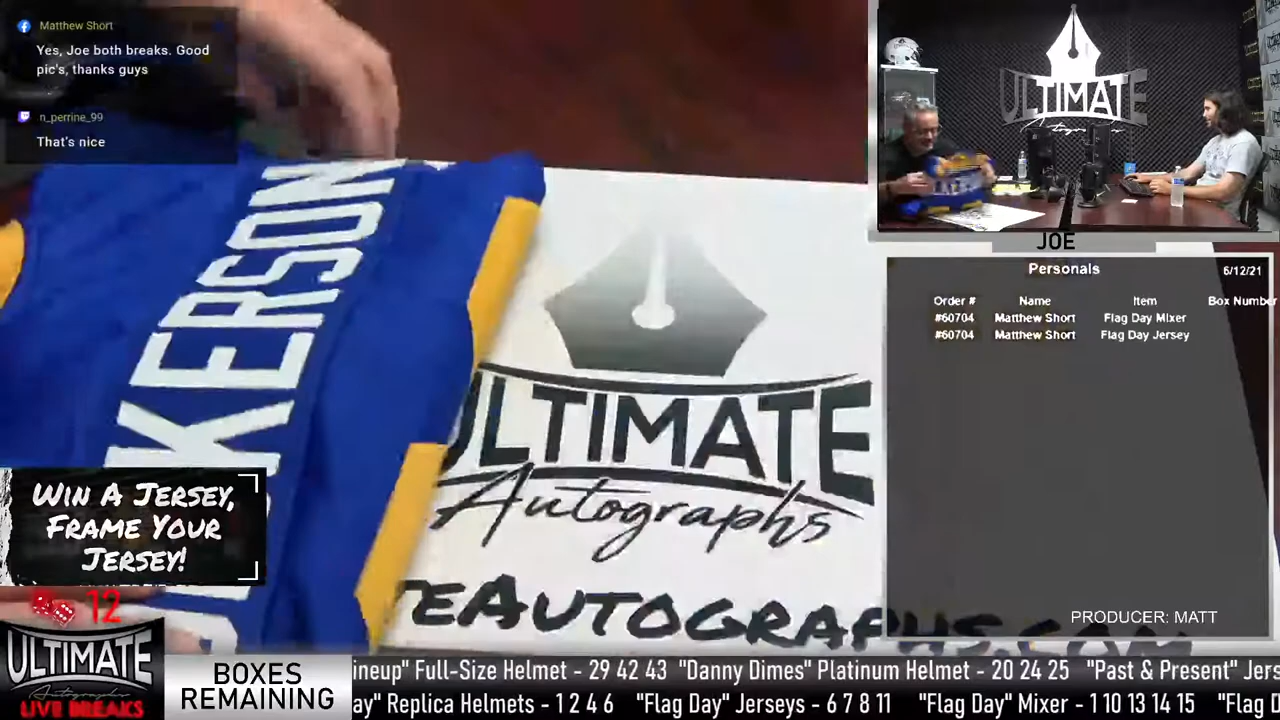 Matthew Short
Yes, Joe both breaks. Good
pic's, thanks guys
n_perrine_99
That's nice
KERSON
ULTIMATE
Autographs
TEAUTOGRAPHS.COM
ULTIMATE
Autographs
JOE
Personals
6/12/21
Order # Name Item Box Number
#60704 Matthew Short Flag Day Mixer
#60704 Matthew Short Flag Day Jersey
PRODUCER: MATT
WIN A JERSEY,
FRAME YOUR
JERSEY!
12
ULTIMATE
Autographs
LIVE BREAKS
BOXES
REMAINING
ineup" Full-Size Helmet - 29 42 43 "Danny Dimes" Platinum Helmet - 20 24 25 "Past & Present" Jers
ay" Replica Helmets - 1 2 4 6 "Flag Day" Jerseys - 6 7 8 11 "Flag Day" Mixer - 1 10 13 14 15 "Flag D